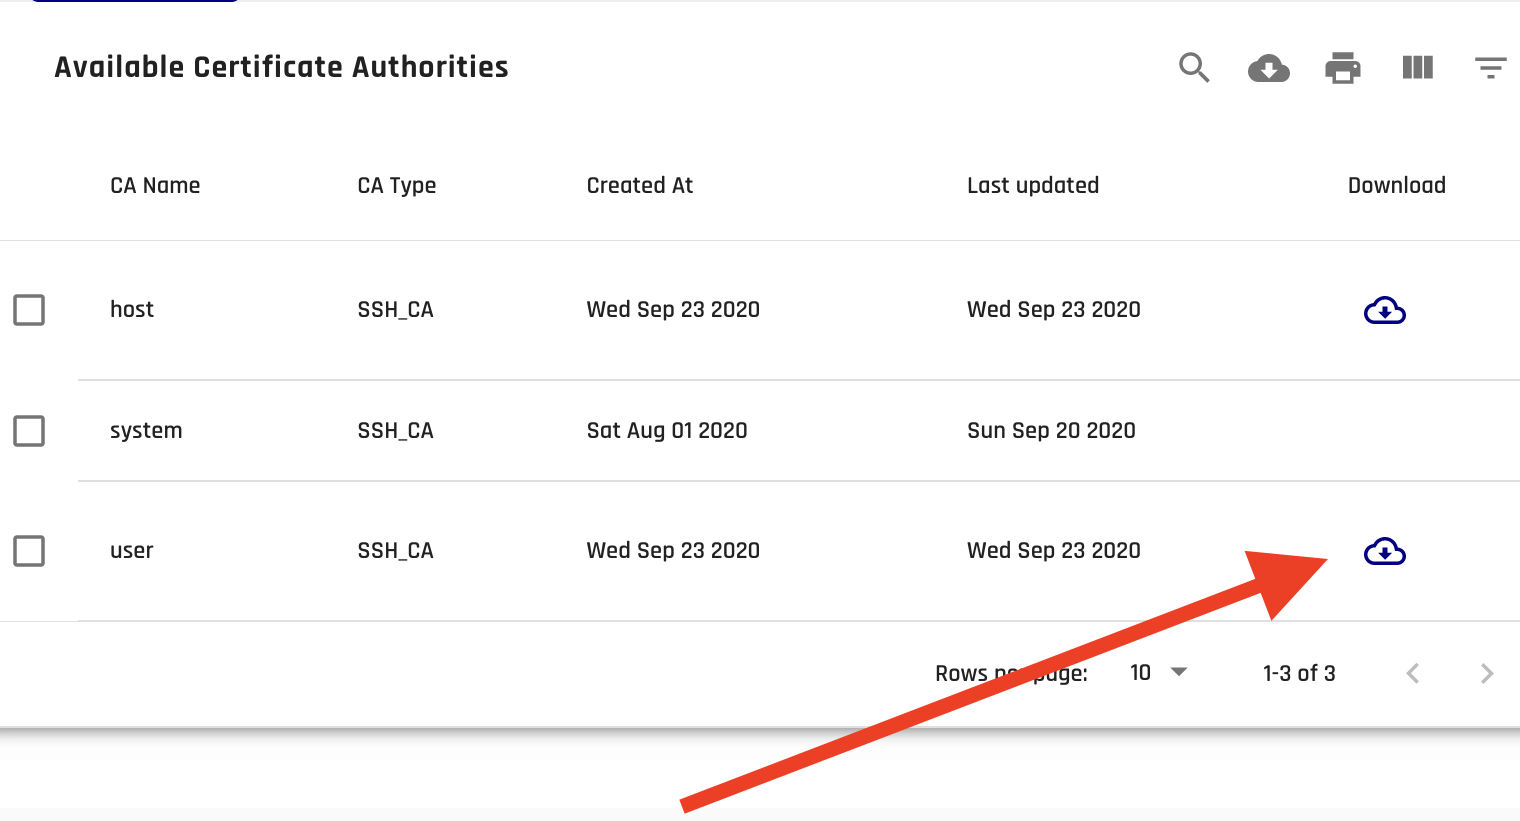 Available Certificate Authorities
CA Name CA Type Created At Last updated Download
host SSH_CA Wed Sep 23 2020 Wed Sep 23 2020
system SSH_CA Sat Aug 01 2020 Sun Sep 20 2020
user SSH_CA Wed Sep 23 2020 Wed Sep 23 2020
Rows per page: 10 1-3 of 3